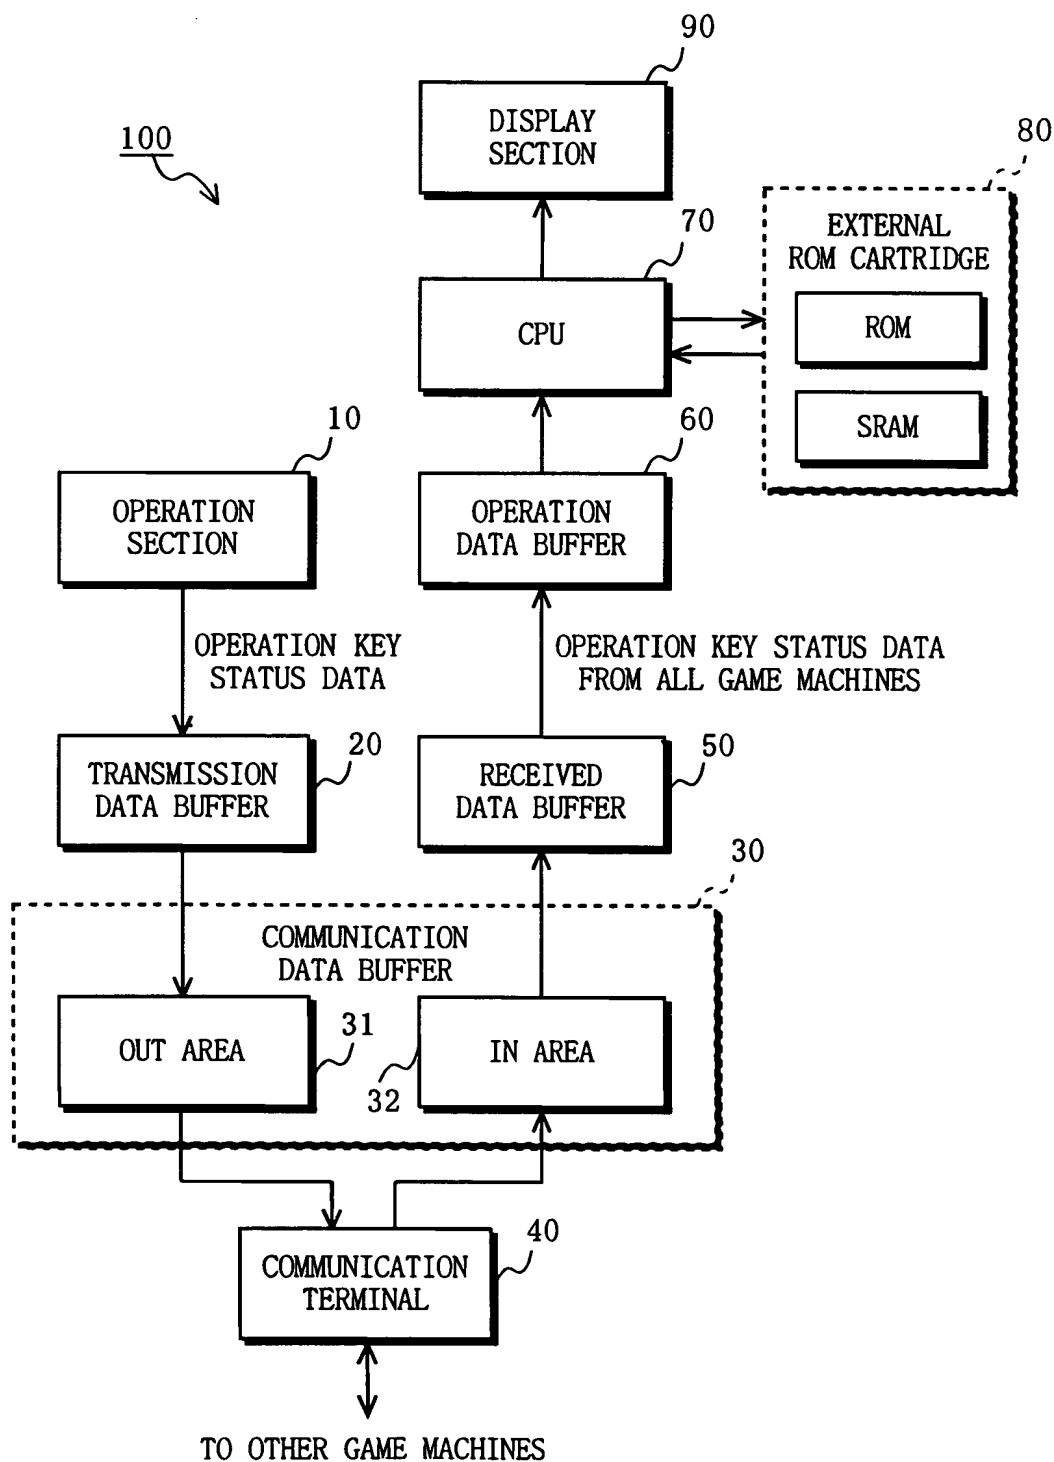 90
DISPLAY
SECTION
100
80
70
EXTERNAL
ROM CARTRIDGE
CPU
ROM
SRAM
10
60
OPERATION
SECTION
OPERATION
DATA BUFFER
OPERATION KEY
STATUS DATA
OPERATION KEY STATUS DATA
FROM ALL GAME MACHINES
20
50
TRANSMISSION
DATA BUFFER
RECEIVED
DATA BUFFER
30
COMMUNICATION
DATA BUFFER
OUT AREA
31
32
IN AREA
40
COMMUNICATION
TERMINAL
TO OTHER GAME MACHINES